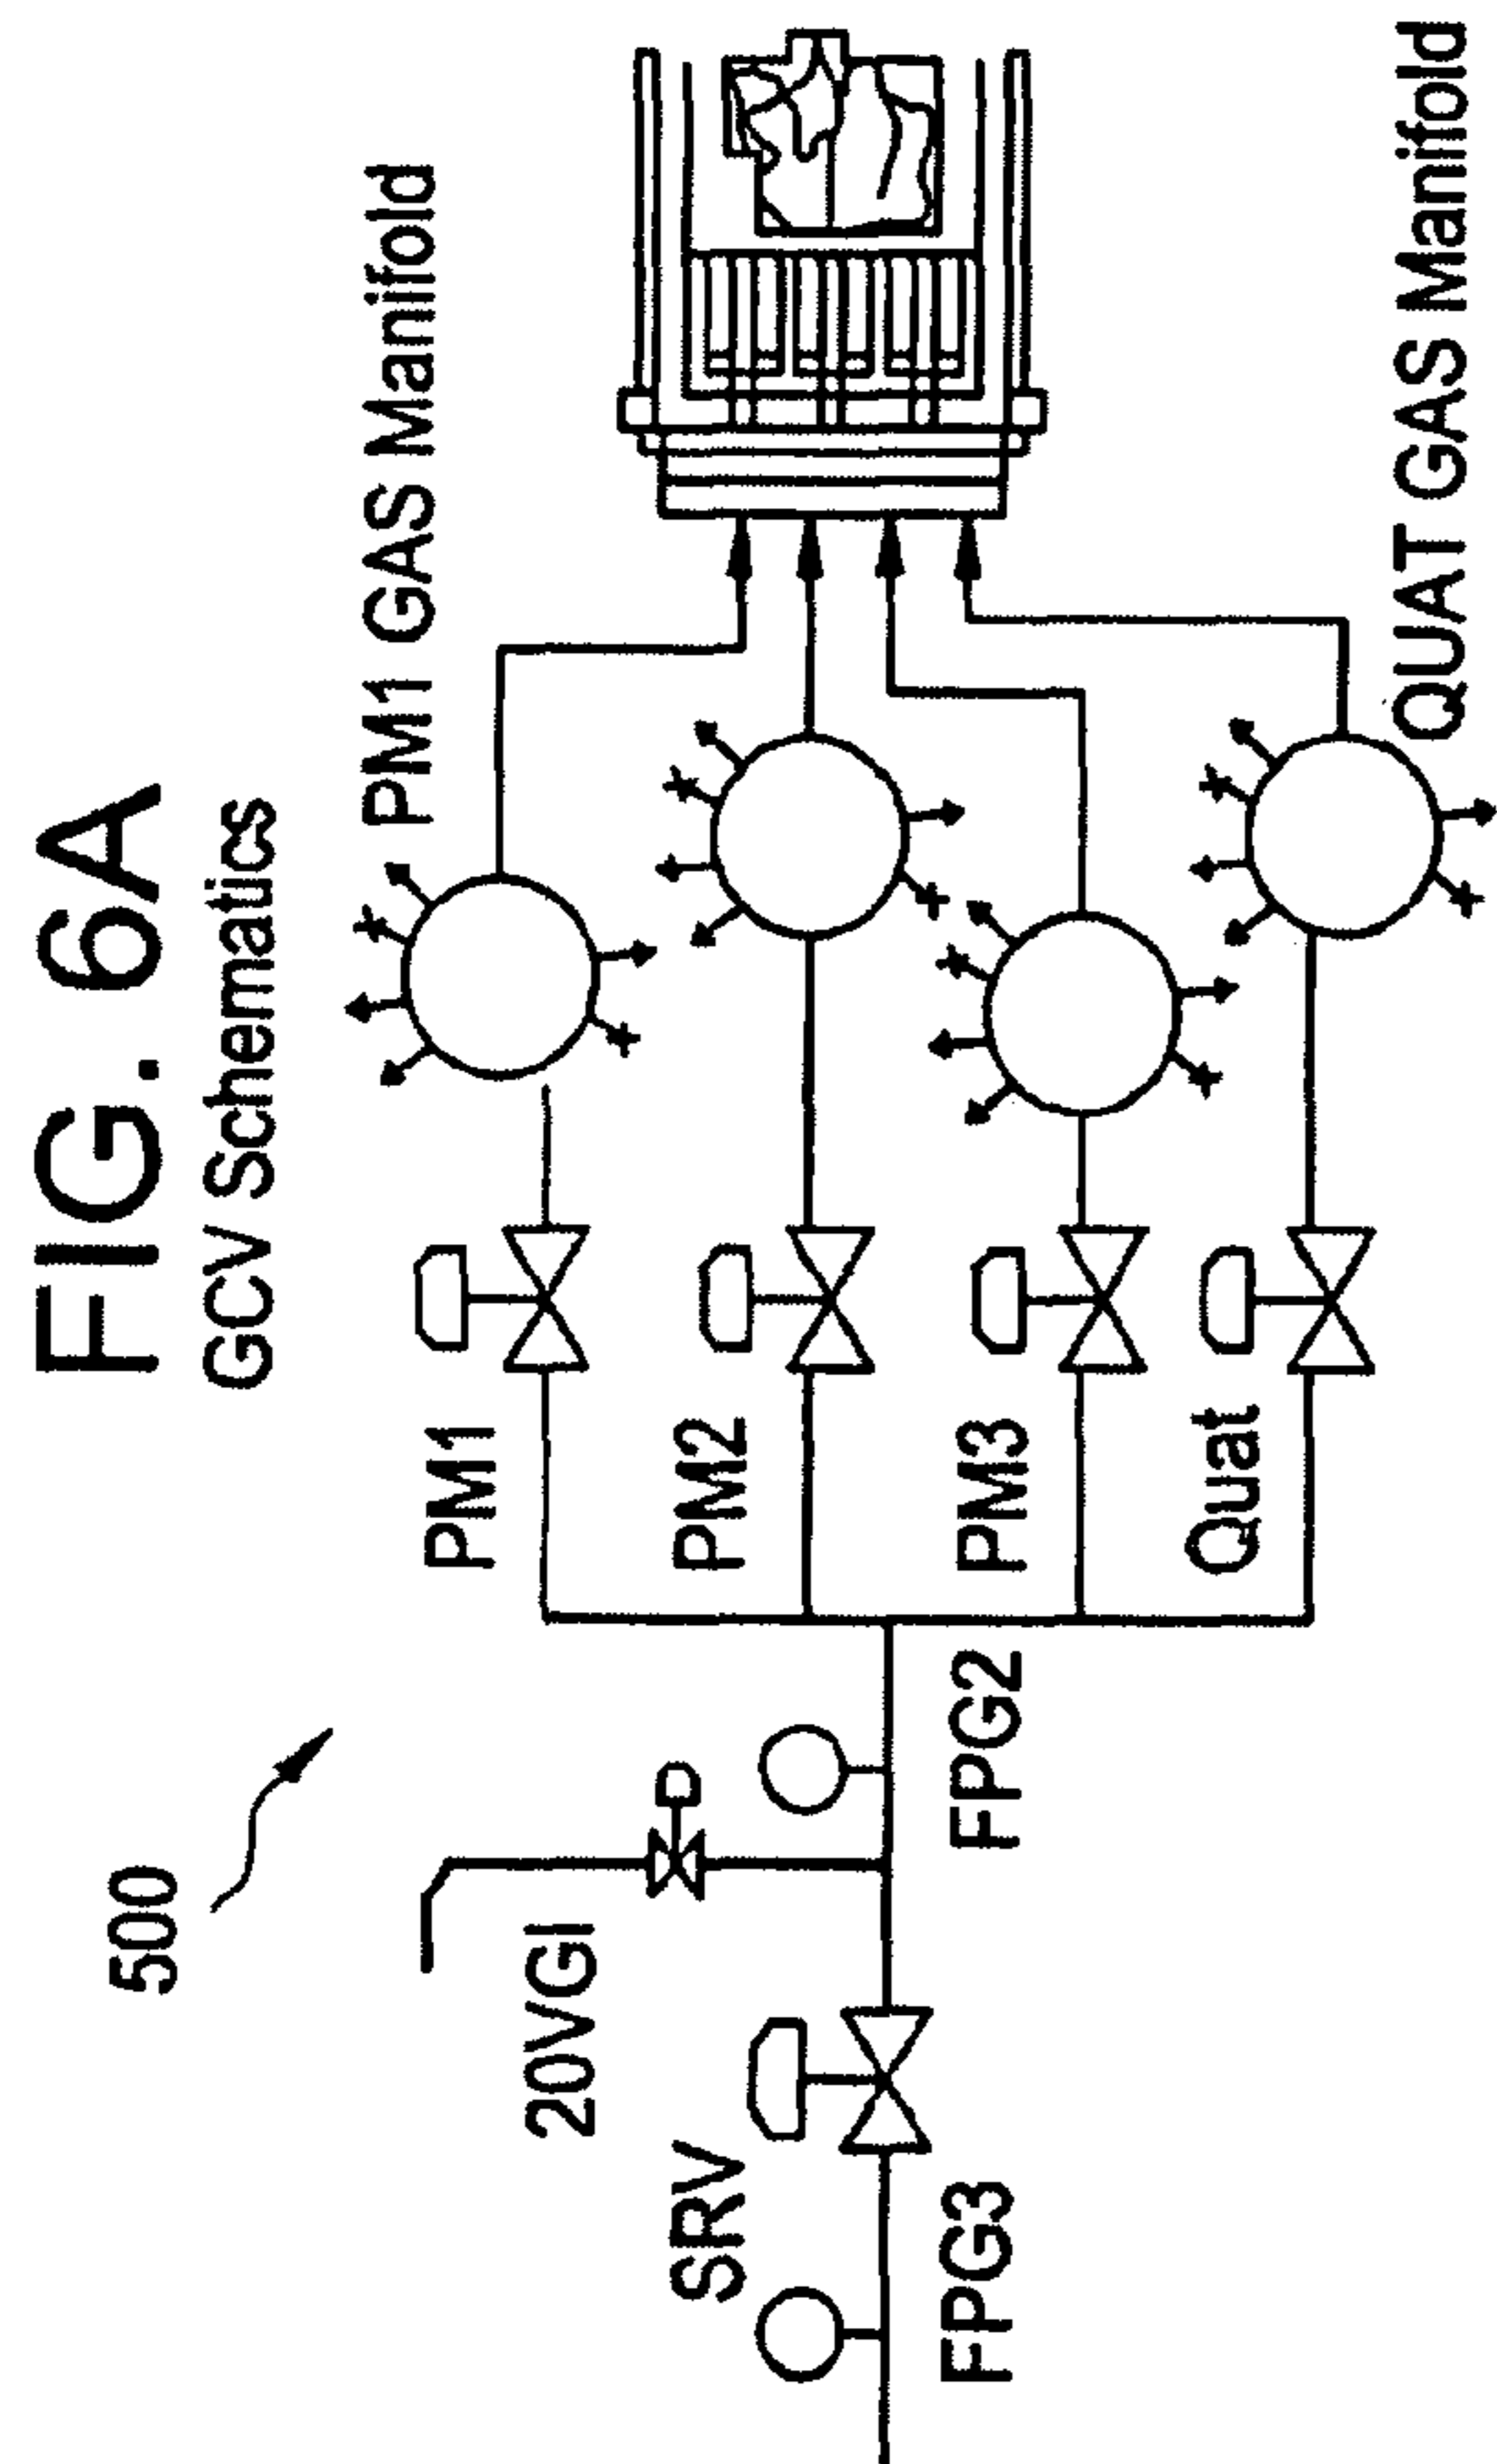 FIG. 6A
GCV Schematics
500
PM1 GAS Manifold
PM1
20VGI
PM2
SRV
PM3
FPG2
FPG3
Quat
QUAT GAS Manifold